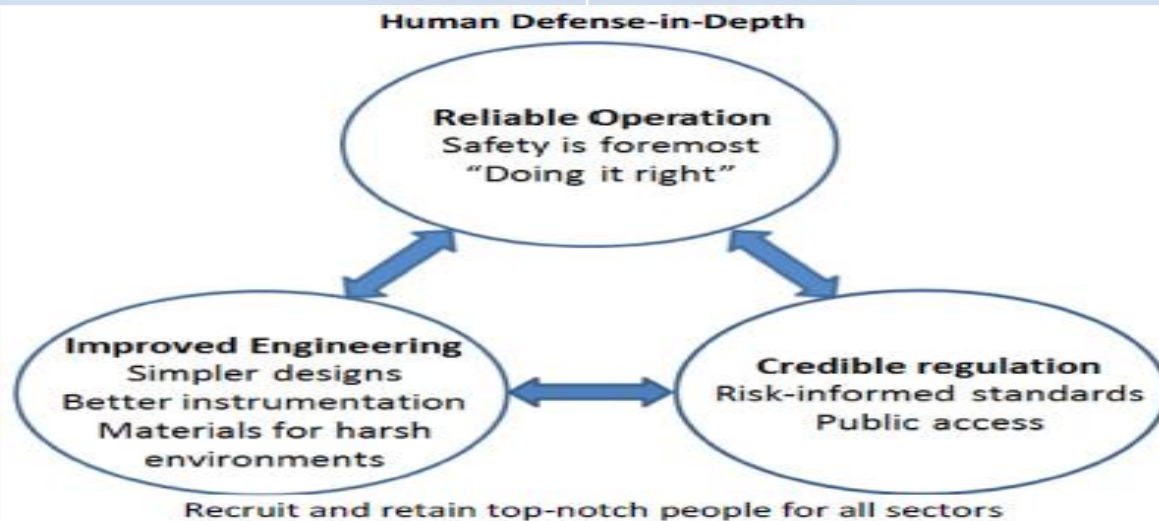 Human Defense-in-Depth
Reliable Operation
Safety is foremost
“Doing it right”
Improved Engineering
Simpler designs
Better instrumentation
Materials for harsh
environments
Credible regulation
Risk-informed standards
Public access
Recruit and retain top-notch people for all sectors